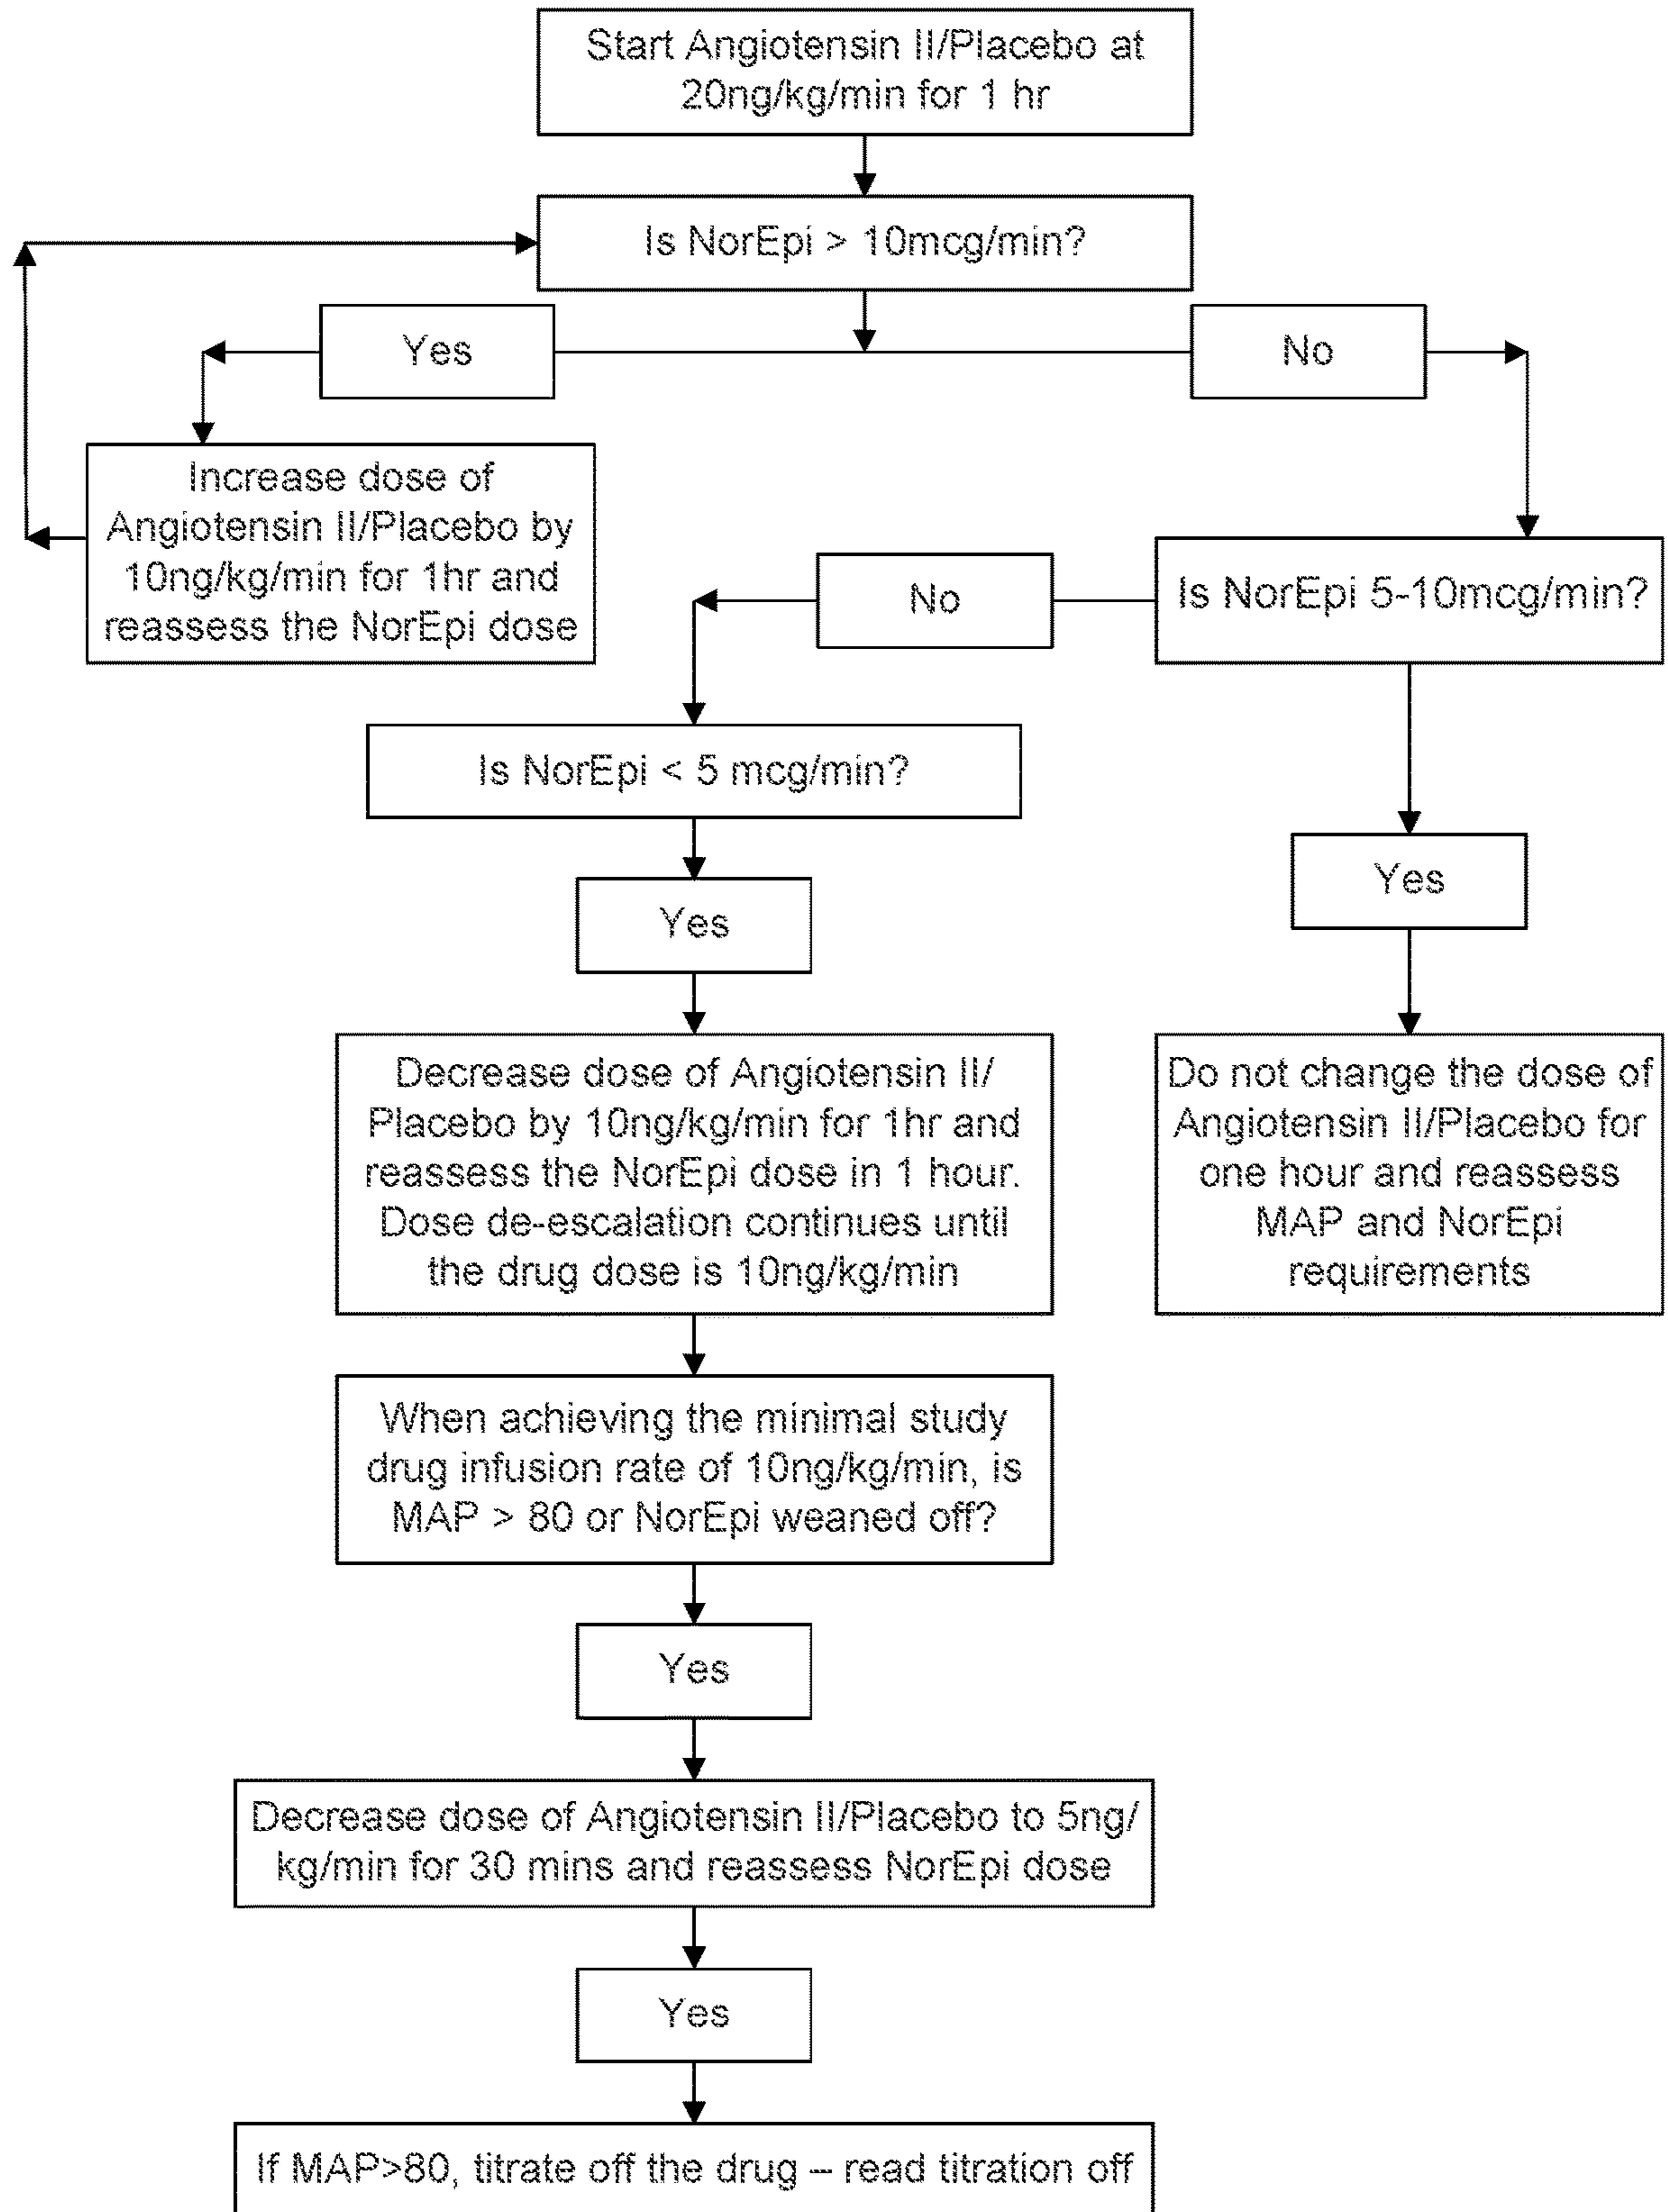 Start Angiotensin II/Placebo at
20ng/kg/min for 1 hr
Is NorEpi > 10mcg/min?
Yes
No
Increase dose of
Angiotensin II/Placebo by
10ng/kg/min for 1hr and
reassess the NorEpi dose
No
Is NorEpi 5-10mcg/min?
Is NorEpi < 5 mcg/min?
Yes
Yes
Decrease dose of Angiotensin II/
Placebo by 10ng/kg/min for 1hr and
reassess the NorEpi dose in 1 hour.
Dose de-escalation continues until
the drug dose is 10ng/kg/min
Do not change the dose of
Angiotensin II/Placebo for
one hour and reassess
MAP and NorEpi
requirements
When achieving the minimal study
drug infusion rate of 10ng/kg/min, is
MAP > 80 or NorEpi weaned off?
Yes
Decrease dose of Angiotensin II/Placebo to 5ng/
kg/min for 30 mins and reassess NorEpi dose
Yes
If MAP>80, titrate off the drug – read titration off